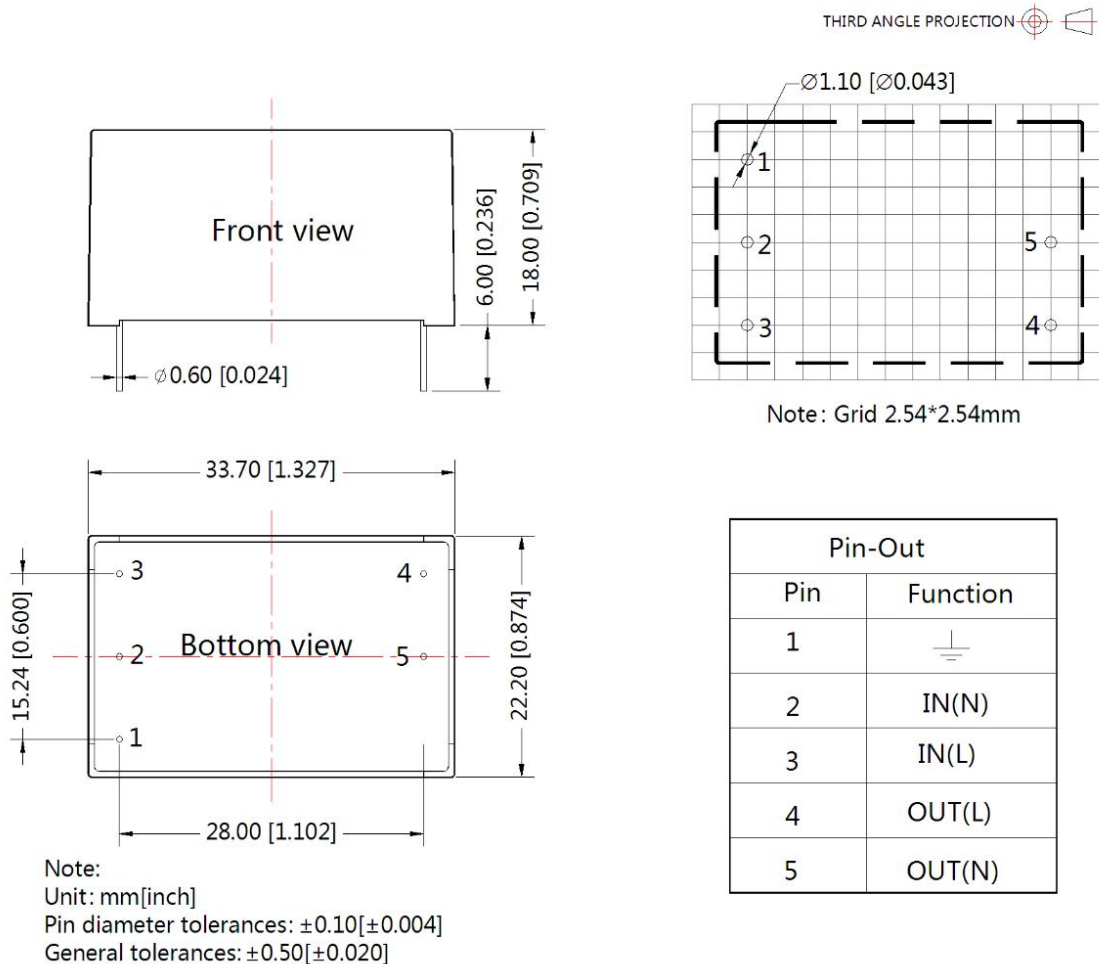 THIRD ANGLE PROJECTION
Front view
18.00 [0.709]
6.00 [0.236]
∅0.60 [0.024]
∅1.10 [∅0.043]
1
2
5
3
4
Note: Grid 2.54*2.54mm
33.70 [1.327]
3
4
Bottom view
2
5
1
15.24 [0.600]
22.20 [0.874]
28.00 [1.102]
Note:
Unit: mm[inch]
Pin diameter tolerances: ±0.10[±0.004]
General tolerances: ±0.50[±0.020]
Pin-Out
Pin Function
1 ⏚
2 IN(N)
3 IN(L)
4 OUT(L)
5 OUT(N)